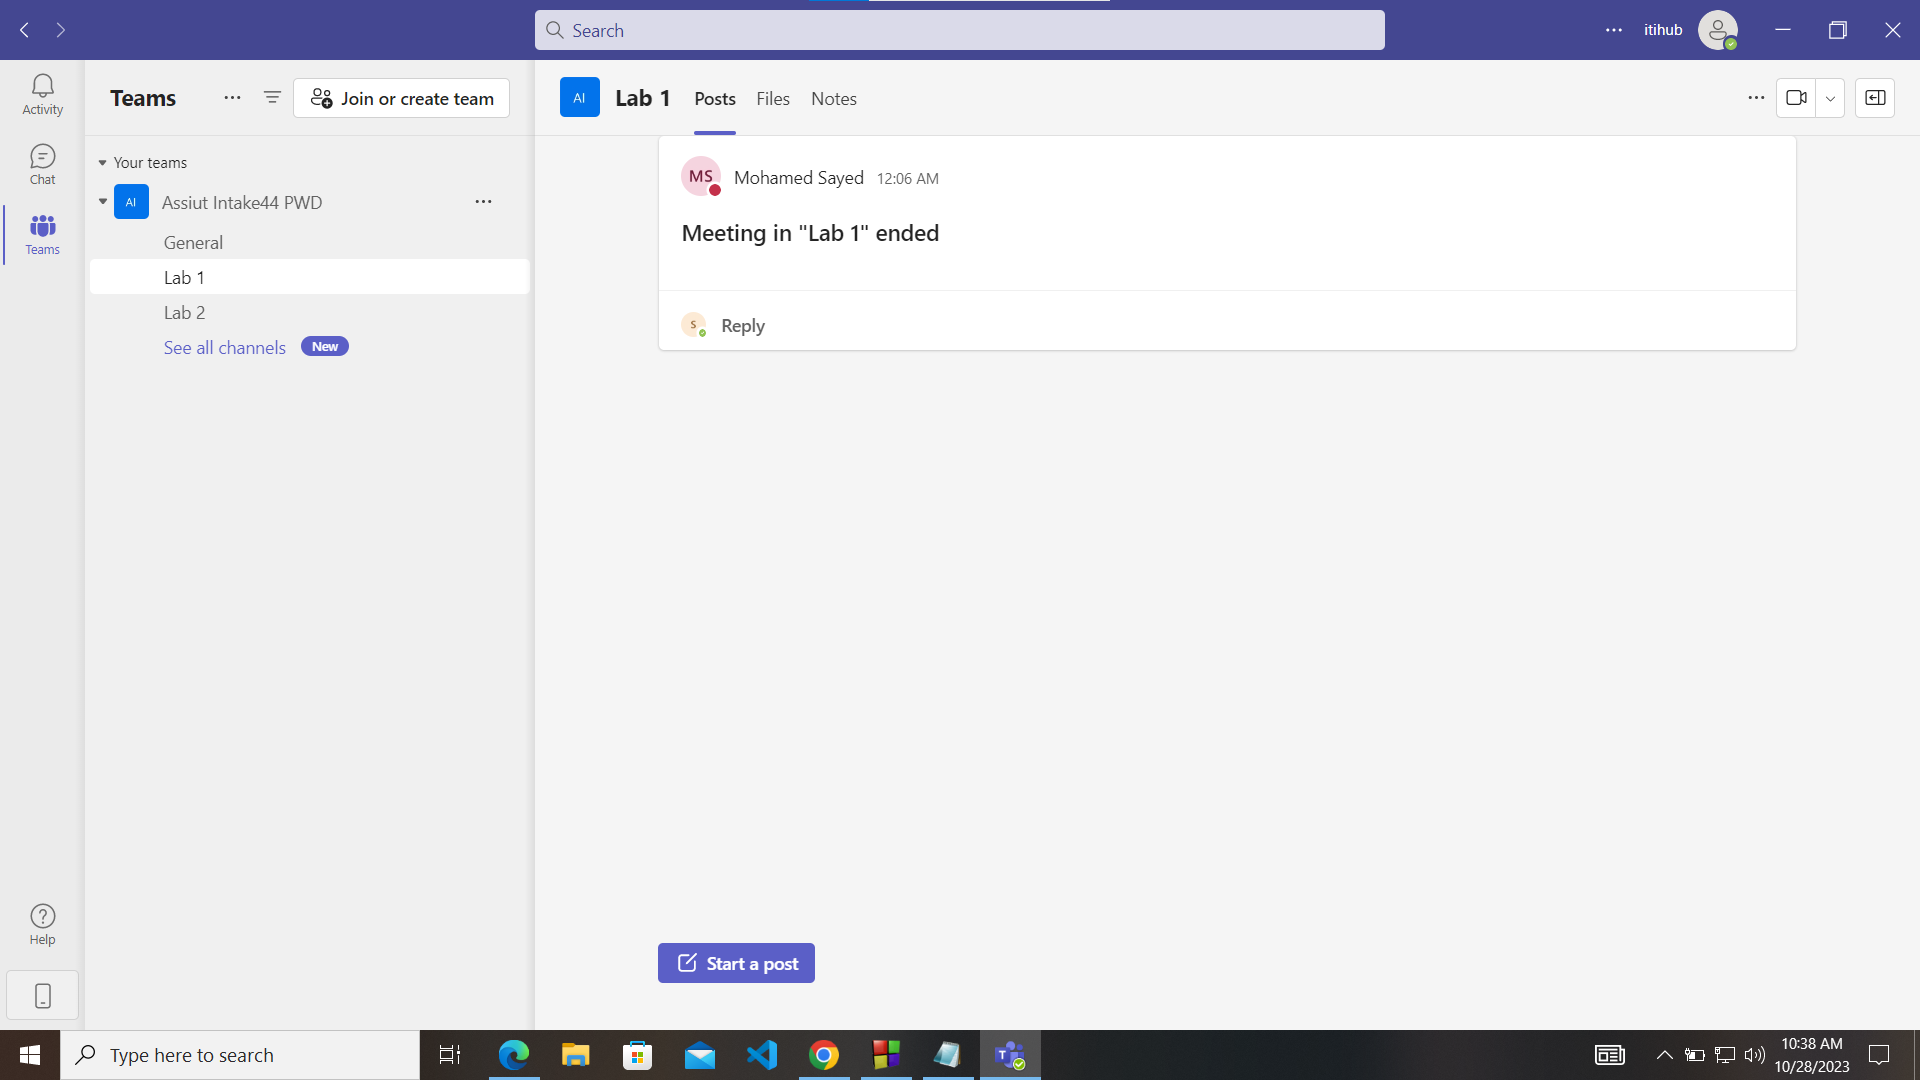 Search
itihub
Activity
Chat
Teams
Help
Teams
Join or create team
Your teams
AI Assiut Intake44 PWD
General
Lab 1
Lab 2
See all channels New
AI Lab 1 Posts Files Notes
MS Mohamed Sayed 12:06 AM
Meeting in "Lab 1" ended
S Reply
Start a post
Type here to search
10:38 AM
10/28/2023